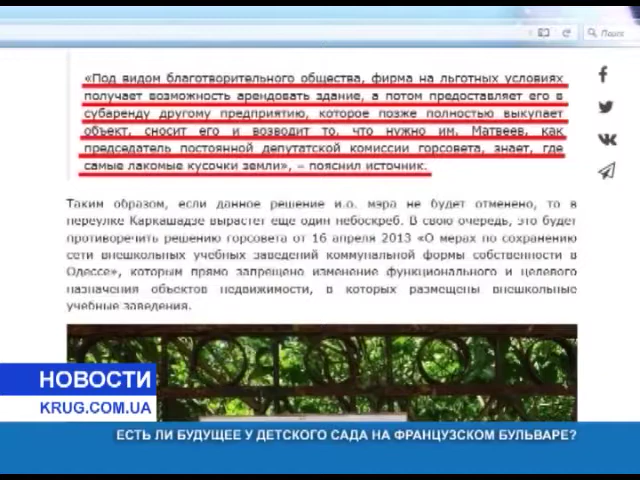 Поиск
«Под видом благотворительного общества, фирма на льготных условиях
получает возможность арендовать здание, а потом предоставляет его в
субаренду другому предприятию, которое позже полностью выкупает
объект, сносит его и возводит то, что нужно им. Матвеев, как
председатель постоянной депутатской комиссии горсовета, знает, где
самые лакомые кусочки земли», – пояснил источник.
Таким образом, если данное решение и.о. мэра не будет отменено, то в
переулке Каркашадзе вырастет еще один небоскреб. В свою очередь, это будет
противоречить решению горсовета от 16 апреля 2013 «О мерах по сохранению
сети внешкольных учебных заведений коммунальной формы собственности в
Одессе», которым прямо запрещено изменение функционального и целевого
назначения объектов недвижимости, в которых размещены внешкольные
учебные заведения.
НОВОСТИ
KRUG.COM.UA
ЕСТЬ ЛИ БУДУЩЕЕ У ДЕТСКОГО САДА НА ФРАНЦУЗСКОМ БУЛЬВАРЕ?